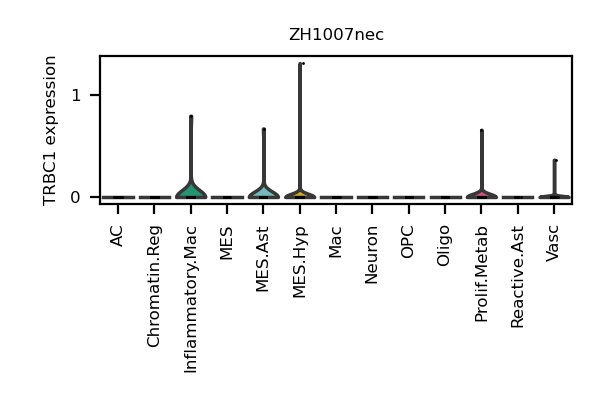 ZH1007nec
TRBC1 expression
1
0
AC
Chromatin.Reg
Inflammatory.Mac
MES
MES.Ast
MES.Hyp
Mac
Neuron
OPC
Oligo
Prolif.Metab
Reactive.Ast
Vasc